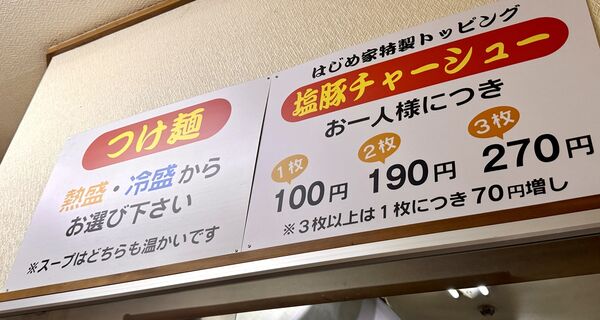 つけ麺
熱盛・冷盛から
お選び下さい
※スープはどちらも温かいです
はじめ家特製トッピング
塩豚チャーシュー
お一人様につき
1枚 2枚 3枚
100円 190円 270円
※3枚以上は1枚につき70円増し